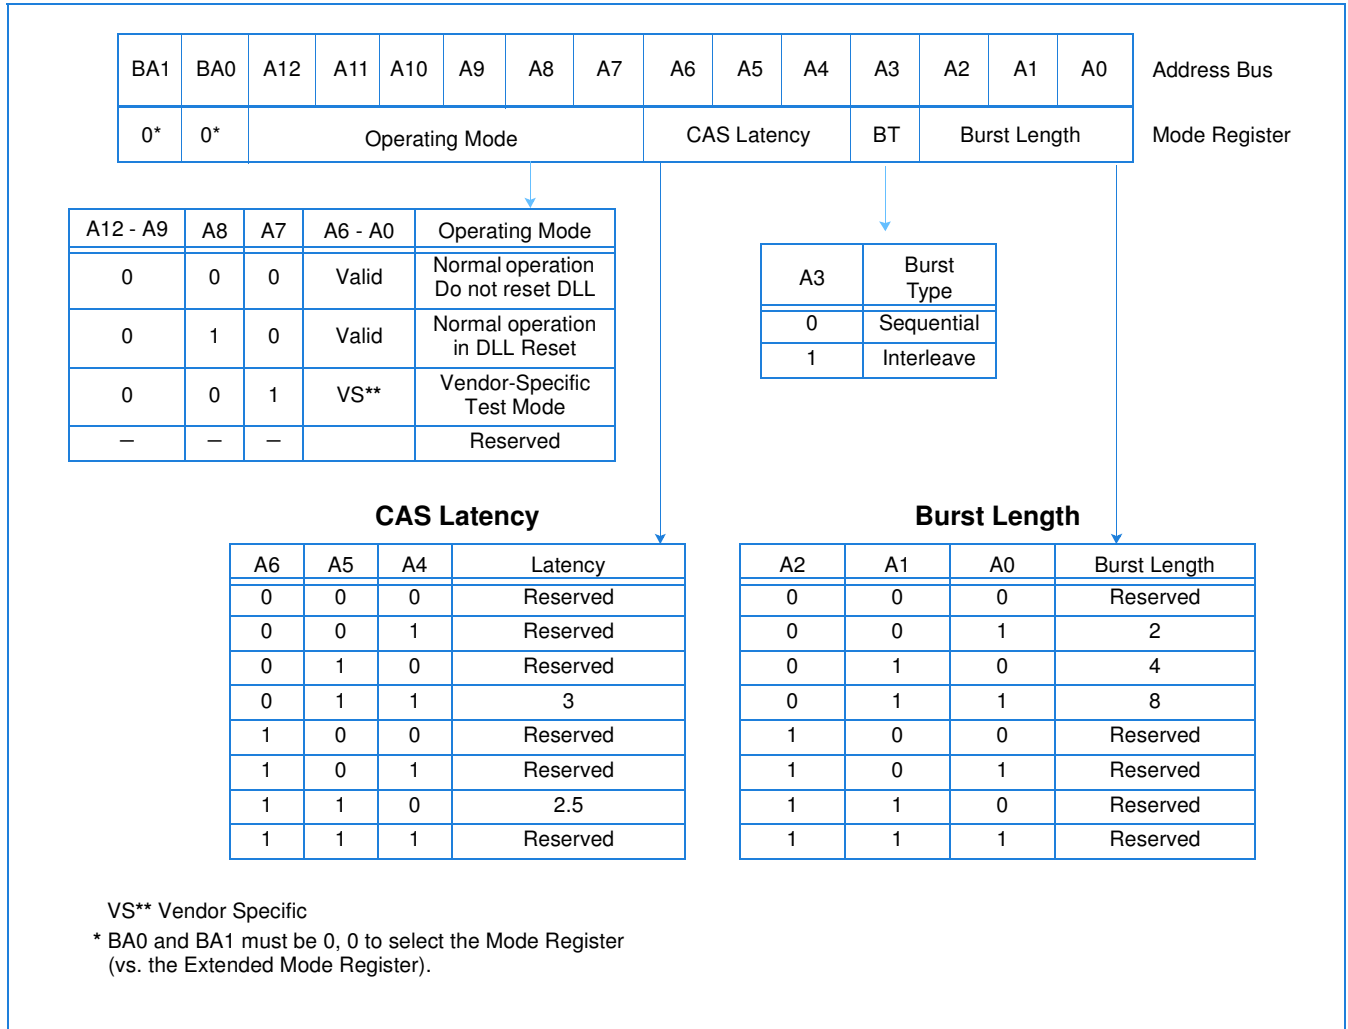 BA1 BA0 A12 A11 A10 A9 A8 A7 A6 A5 A4 A3 A2 A1 A0 Address Bus
0* 0* Operating Mode CAS Latency BT Burst Length Mode Register
A12 - A9 A8 A7 A6 - A0 Operating Mode
0 0 0 Valid Normal operation
Do not reset DLL
0 1 0 Valid Normal operation
in DLL Reset
0 0 1 VS** Vendor-Specific
Test Mode
– – – Reserved
A3 Burst
Type
0 Sequential
1 Interleave
CAS Latency
A6 A5 A4 Latency
0 0 0 Reserved
0 0 1 Reserved
0 1 0 Reserved
0 1 1 3
1 0 0 Reserved
1 0 1 Reserved
1 1 0 2.5
1 1 1 Reserved
Burst Length
A2 A1 A0 Burst Length
0 0 0 Reserved
0 0 1 2
0 1 0 4
0 1 1 8
1 0 0 Reserved
1 0 1 Reserved
1 1 0 Reserved
1 1 1 Reserved
VS** Vendor Specific
* BA0 and BA1 must be 0, 0 to select the Mode Register
(vs. the Extended Mode Register).